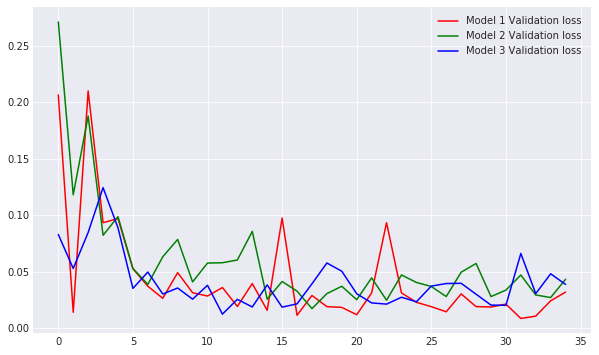 Model 1 Validation loss
Model 2 Validation loss
Model 3 Validation loss
0.25
0.20
0.15
0.10
0.05
0.00
0 5 10 15 20 25 30 35